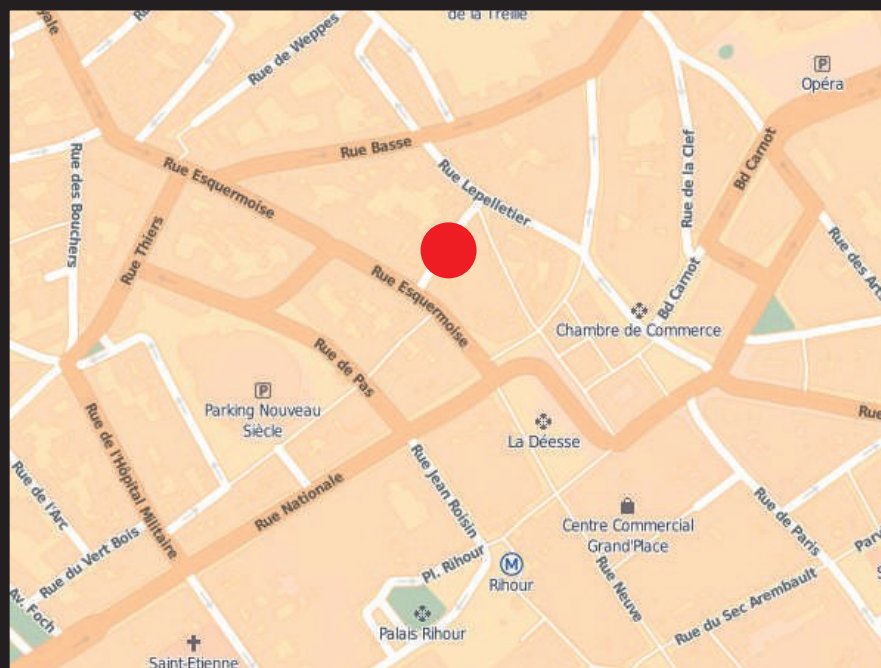 de la Treille
Rue de Weppes
Opéra
Rue Basse
Rue des Bouchers
Rue Esquermoise
Rue Lepelletier
Rue de la Clef
Bd Carnot
Rue Thiers
Rue des Arts
Rue Esquermoise
Bd Carnot
Chambre de Commerce
Rue de Pas
Parking Nouveau
Siècle
La Déesse
Rue
Rue de l'Hôpital Militaire
Rue Jean Roisin
Rue Nationale
Rue de l'Arc
Centre Commercial
Grand'Place
Rue de Paris
Rue du Vert Bois
Pl. Rihour
M
Rihour
Rue Neuve
Av. Foch
Rue du Sec Arembault
Palais Rihour
Saint-Etienne